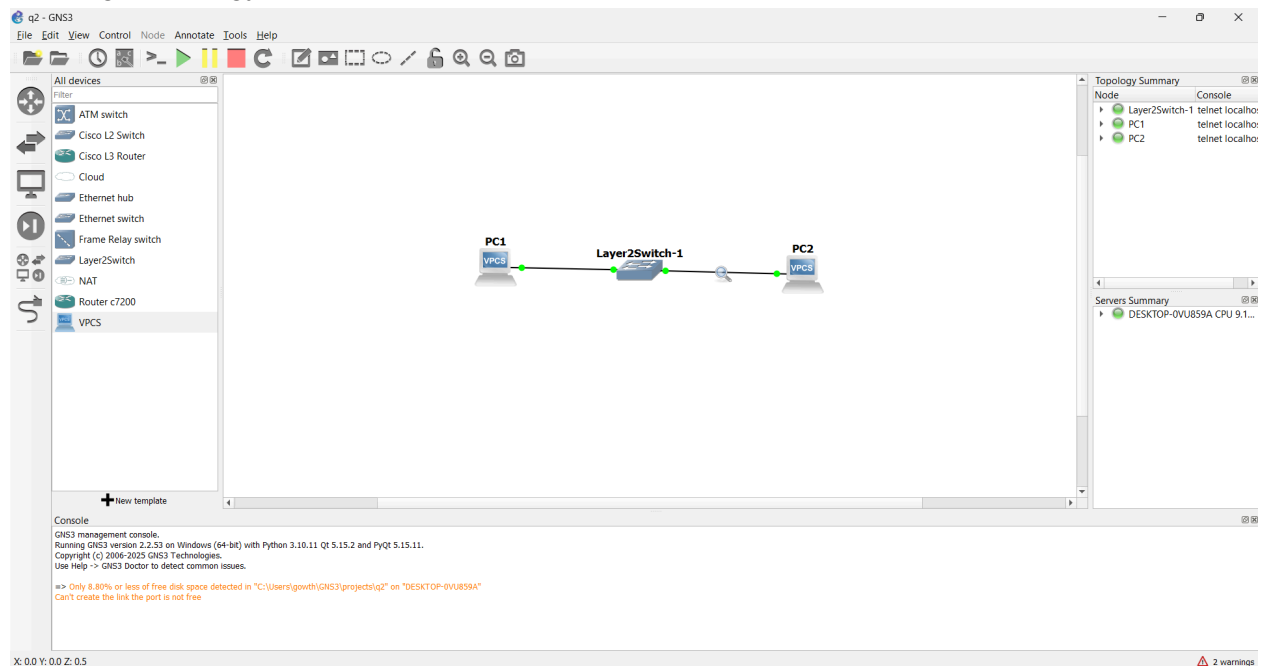 q2 - GNS3
File Edit View Control Node Annotate Tools Help
All devices
Filter
ATM switch
Cisco L2 Switch
Cisco L3 Router
Cloud
Ethernet hub
Ethernet switch
Frame Relay switch
Layer2Switch
NAT
Router c7200
VPCS
New template
PC1
VPCS
Layer2Switch-1
PC2
VPCS
Topology Summary
Node Console
Layer2Switch-1 telnet localho
PC1 telnet localho
PC2 telnet localho
Servers Summary
DESKTOP-0VU859A CPU 9.1...
Console
GNS3 management console.
Running GNS3 version 2.2.53 on Windows (64-bit) with Python 3.10.11 Qt 5.15.2 and PyQt 5.15.11.
Copyright (c) 2006-2025 GNS3 Technologies.
Use Help -> GNS3 Doctor to detect common issues.
=> Only 8.80% or less of free disk space detected in "C:\Users\gowth\GNS3\projects\q2" on "DESKTOP-0VU859A"
Can't create the link the port is not free
X: 0.0 Y: 0.0 Z: 0.5
2 warnings